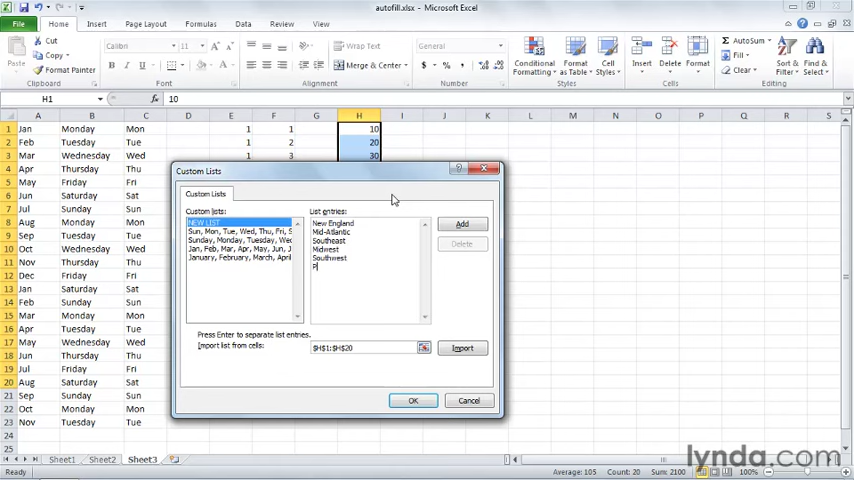 autofill.xlsx - Microsoft Excel
File Home Insert Page Layout Formulas Data Review View
Cut
Copy
Paste
Format Painter
Clipboard
Calibri 11
B I U
Font
Wrap Text
Merge & Center
Alignment
General
$ % ,
Number
Conditional Formatting
Format as Table
Cell Styles
Styles
Insert Delete Format
Cells
Σ AutoSum
Fill
Clear
Sort & Filter
Find & Select
Editing
H1 fx 10
A B C D E F G H I J K L M N O P Q R S
1 Jan Monday Mon 1 1 10
2 Feb Tuesday Tue 1 2 20
3 Mar Wednesday Wed 1 3 30
4 Apr Thursday Thu
5 May Friday Fri
6 Jun Saturday Sat
7 Jul Sunday Sun
8 Aug Monday Mon
9 Sep Tuesday Tue
10 Oct Wednesday Wed
11 Nov Thursday Thu
12 Dec Friday Fri
13 Jan Saturday Sat
14 Feb Sunday Sun
15 Mar Monday Mon
16 Apr Tuesday Tue
17 May Wednesday Wed
18 Jun Thursday Thu
19 Jul Friday Fri
20 Aug Saturday Sat
21 Sep Sunday Sun
22 Oct Monday Mon
23 Nov Tuesday Tue
24
25
Custom Lists
Custom Lists
Custom lists: List entries:
NEW LIST
Sun, Mon, Tue, Wed, Thu, Fri, S
Sunday, Monday, Tuesday, Wed
Jan, Feb, Mar, Apr, May, Jun, J
January, February, March, April
New England
Mid-Atlantic
Southeast
Midwest
Southwest
P
Add
Delete
Press Enter to separate list entries.
Import list from cells: $H$1:$H$20 Import
OK Cancel
Sheet1 Sheet2 Sheet3
Ready Average: 105 Count: 20 Sum: 2100 100%
lynda.com